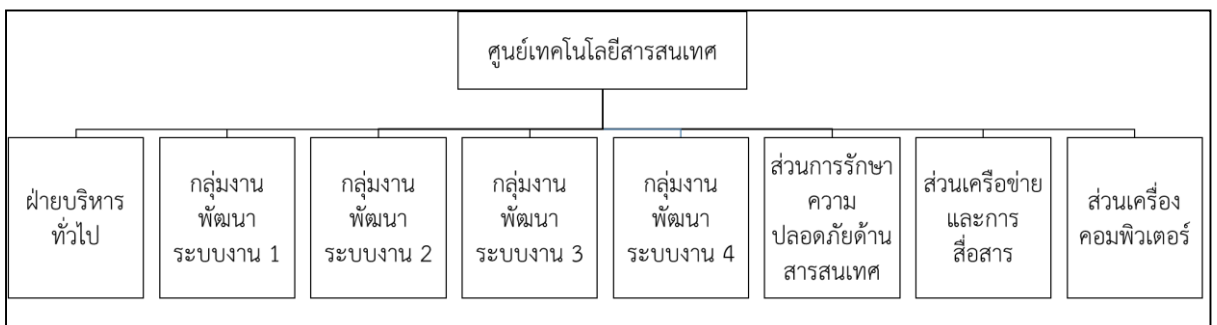 ศูนย์เทคโนโลยีสารสนเทศ
ฝ่ายบริหาร
ทั่วไป
กลุ่มงาน
พัฒนา
ระบบงาน 1
กลุ่มงาน
พัฒนา
ระบบงาน 2
กลุ่มงาน
พัฒนา
ระบบงาน 3
กลุ่มงาน
พัฒนา
ระบบงาน 4
ส่วนการรักษา
ความ
ปลอดภัยด้าน
สารสนเทศ
ส่วนเครือข่าย
และการ
สื่อสาร
ส่วนเครื่อง
คอมพิวเตอร์